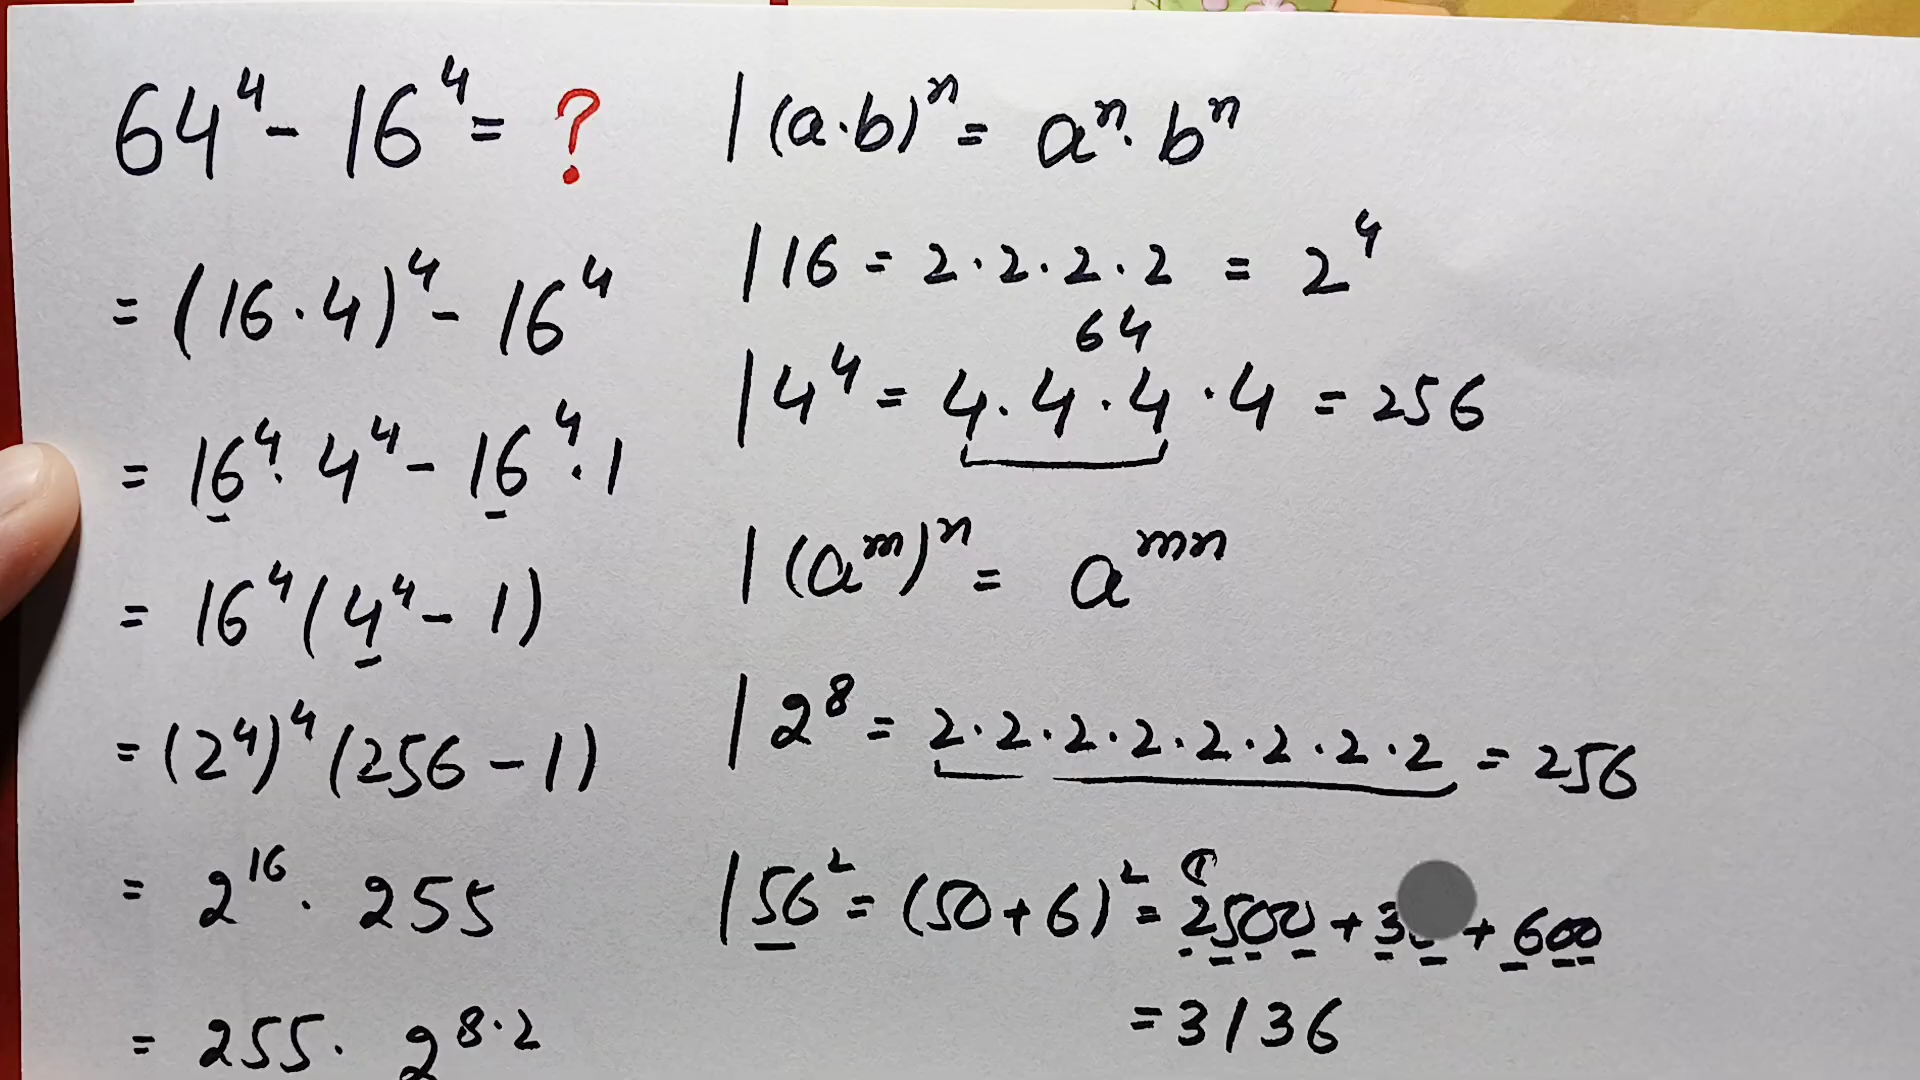 64⁴ - 16⁴ = ?
= (16·4)⁴ - 16⁴
= 16⁴·4⁴ - 16⁴·1
= 16⁴(4⁴ - 1)
= (2⁴)⁴(256 - 1)
= 2¹⁶·255
= 255·2⁸·²
| (a·b)ⁿ = aⁿ·bⁿ
| 16 = 2·2·2·2 = 2⁴
64
| 4⁴ = 4·4·4·4 = 256
| (aᵐ)ⁿ = aᵐⁿ
| 2⁸ = 2·2·2·2·2·2·2·2 = 256
| 56² = (50+6)² = 2500 + 3 + 600
= 3136